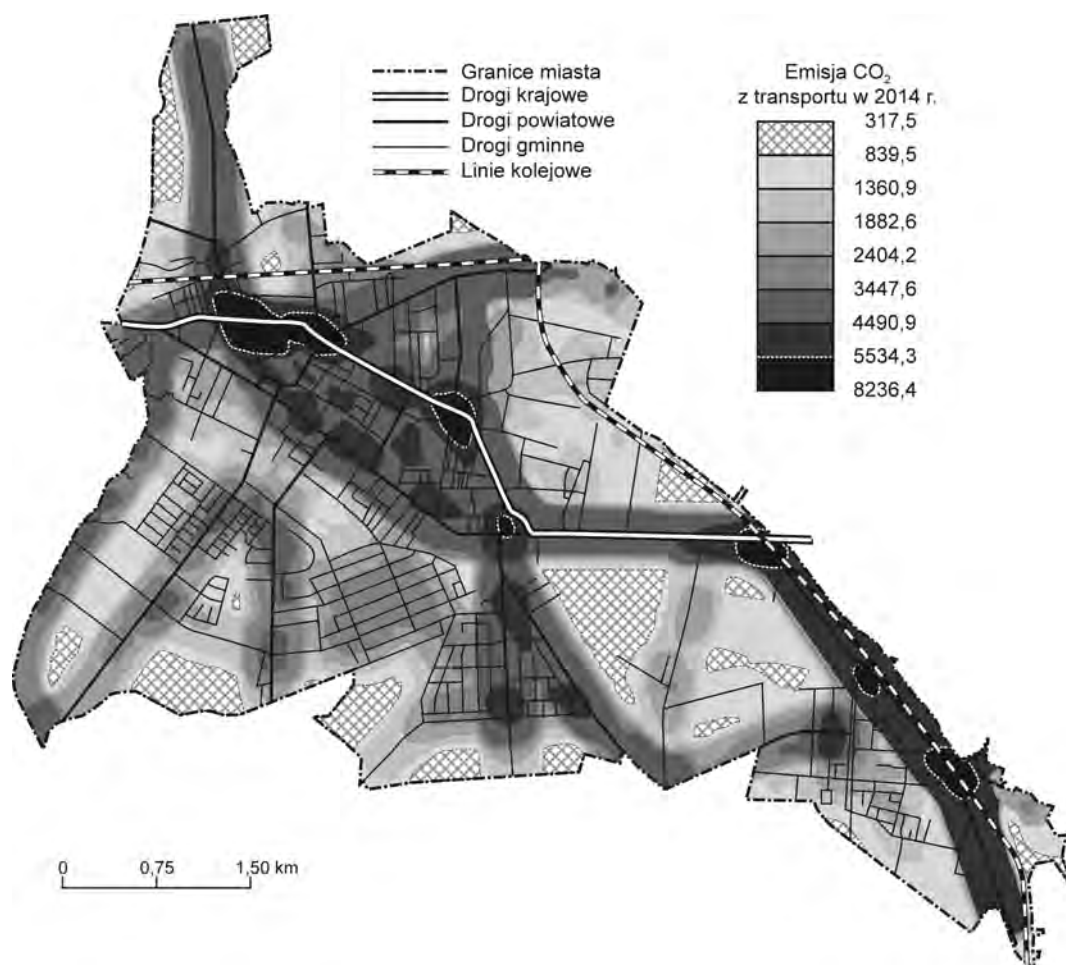 Granice miasta
Drogi krajowe
Drogi powiatowe
Drogi gminne
Linie kolejowe
Emisja CO₂
z transportu w 2014 r.
317,5
839,5
1360,9
1882,6
2404,2
3447,6
4490,9
5534,3
8236,4
0 0,75 1,50 km